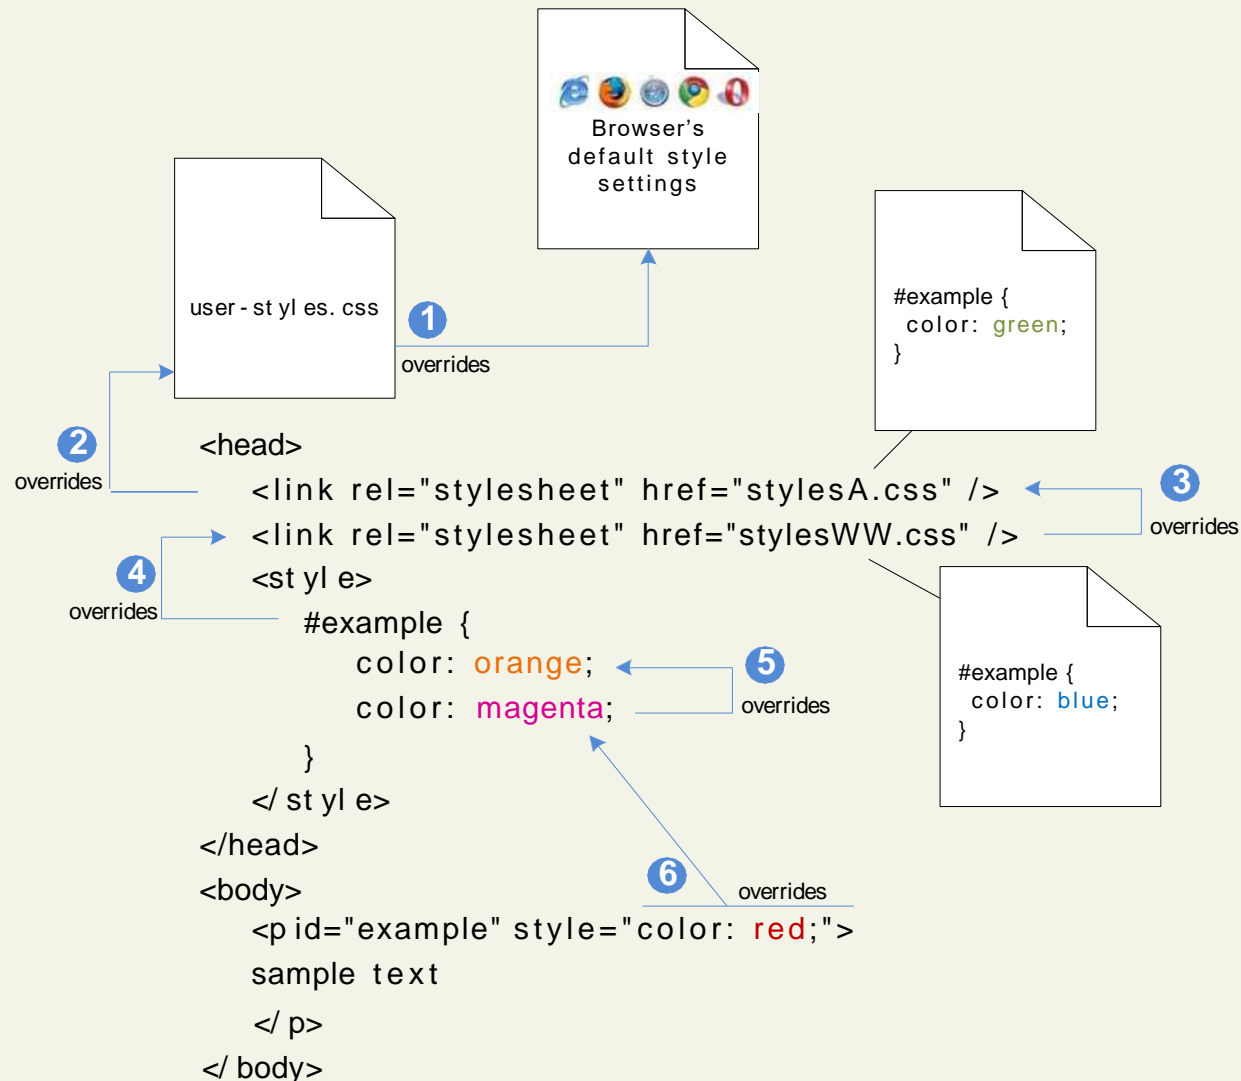 Browser's
default style
settings
user-styles.css
1
overrides
#example {
color: green;
}
2
overrides
<head>
<link rel="stylesheet" href="stylesA.css" />
3
overrides
<link rel="stylesheet" href="stylesWW.css" />
4
overrides
<style>
#example {
color: orange;
color: magenta;
5
overrides
}
</style>
#example {
color: blue;
}
</head>
<body>
6
overrides
<p id="example" style="color: red;">
sample text
</p>
</body>